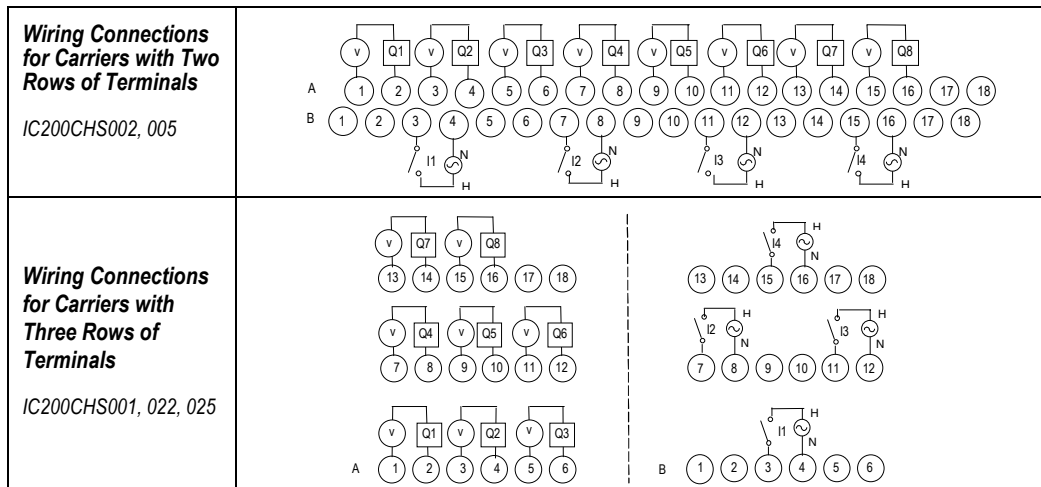 Wiring Connections
for Carriers with Two
Rows of Terminals
IC200CHS002, 005
v Q1 v Q2 v Q3 v Q4 v Q5 v Q6 v Q7 v Q8
A 1 2 3 4 5 6 7 8 9 10 11 12 13 14 15 16 17 18
B 1 2 3 4 5 6 7 8 9 10 11 12 13 14 15 16 17 18
I1 N I2 N I3 N I4 N
H H H H
Wiring Connections
for Carriers with
Three Rows of
Terminals
IC200CHS001, 022, 025
v Q7 v Q8
13 14 15 16 17 18
v Q4 v Q5 v Q6
7 8 9 10 11 12
v Q1 v Q2 v Q3
A 1 2 3 4 5 6
H
I4
N
13 14 15 16 17 18
H H
I2 I3
N N
7 8 9 10 11 12
H
I1
N
B 1 2 3 4 5 6